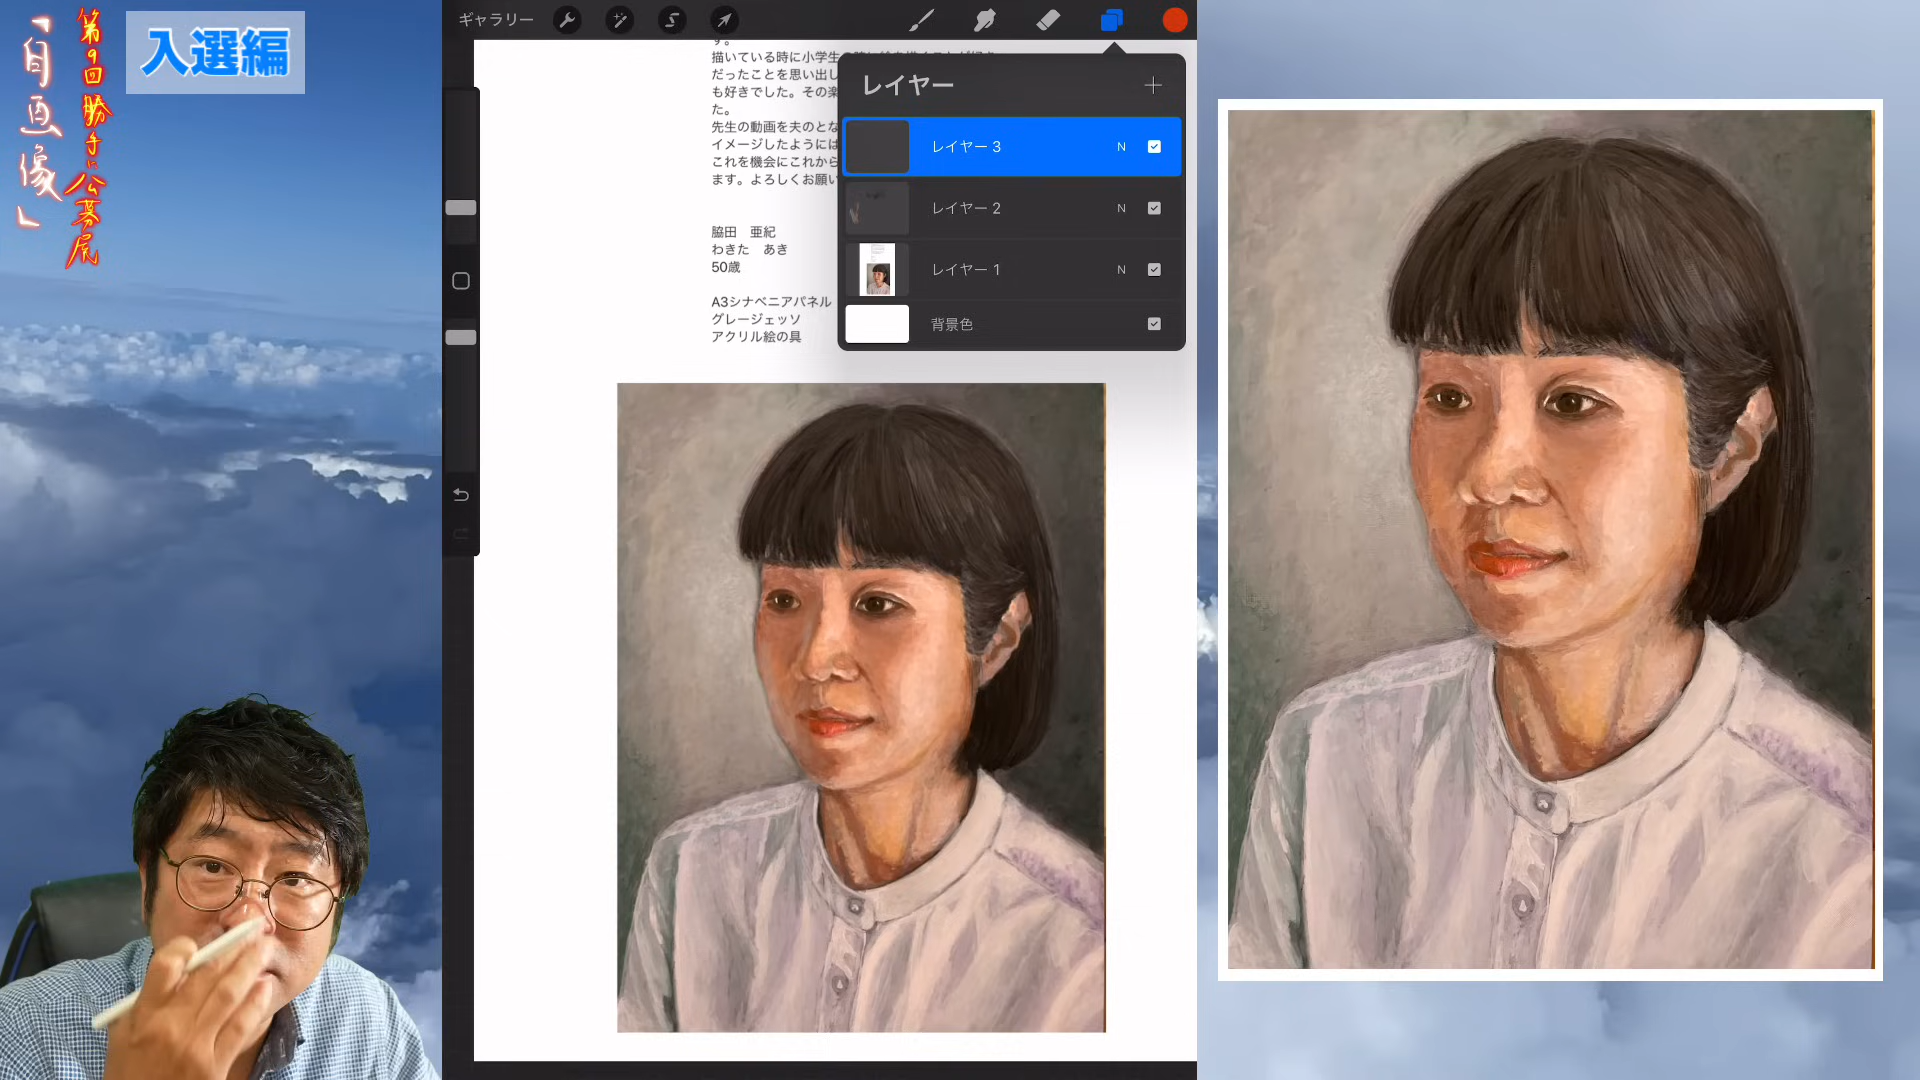 第9回勝手に公募展
「自画像」
入選編
ギャラリー
す。
描いている時に小学生
だったことを思い出し
も好きでした。その楽
た。
先生の動画を夫のとな
イメージしたようには
これを機会にこれから
ます。よろしくお願い
脇田　亜紀
わきた　あき
50歳
A3シナベニアパネル
グレージェッソ
アクリル絵の具
レイヤー
レイヤー 3 N
レイヤー 2 N
レイヤー 1 N
背景色